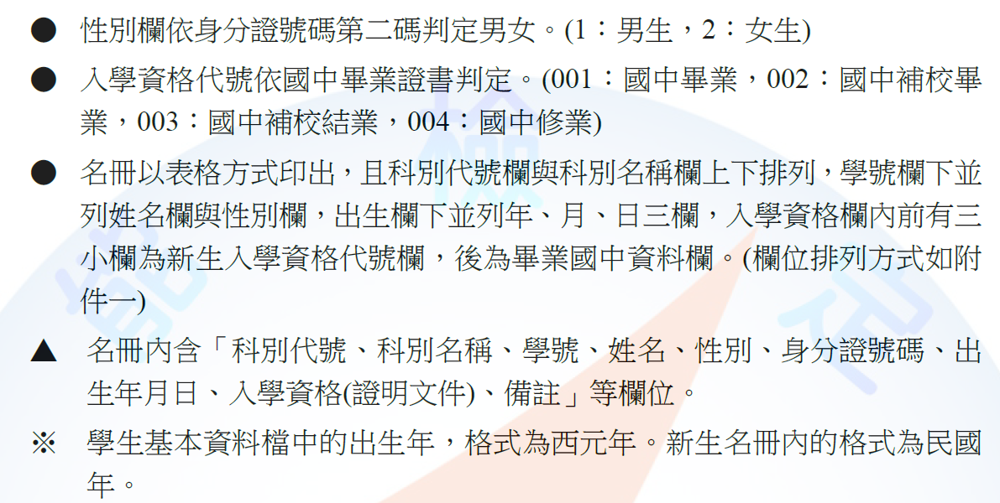 ● 性別欄依身分證號碼第二碼判定男女。(1：男生，2：女生)
● 入學資格代號依國中畢業證書判定。(001：國中畢業，002：國中補校畢
業，003：國中補校結業，004：國中修業)
● 名冊以表格方式印出，且科別代號欄與科別名稱欄上下排列，學號欄下並
列姓名欄與性別欄，出生欄下並列年、月、日三欄，入學資格欄內前有三
小欄為新生入學資格代號欄，後為畢業國中資料欄。(欄位排列方式如附
件一)
▲ 名冊內含「科別代號、科別名稱、學號、姓名、性別、身分證號碼、出
生年月日、入學資格(證明文件)、備註」等欄位。
※ 學生基本資料檔中的出生年，格式為西元年。新生名冊內的格式為民國
年。
能檢定